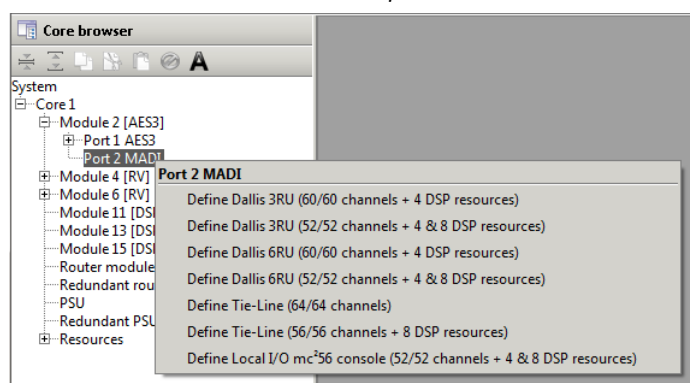 Core browser
A
System
Core 1
Module 2 [AES3]
Port 1 AES3
Port 2 MADI
Module 4 [RV]
Module 6 [RV]
Module 11
Module 13
Module 15
Router module
Redundant
PSU
Redundant PSU
Resources
Port 2 MADI
Define Dallis 3RU (60/60 channels + 4 DSP resources)
Define Dallis 3RU (52/52 channels + 4 & 8 DSP resources)
Define Dallis 6RU (60/60 channels + 4 DSP resources)
Define Dallis 6RU (52/52 channels + 4 & 8 DSP resources)
Define Tie-Line (64/64 channels)
Define Tie-Line (56/56 channels + 8 DSP resources)
Define Local I/O mc²56 console (52/52 channels + 4 & 8 DSP resources)